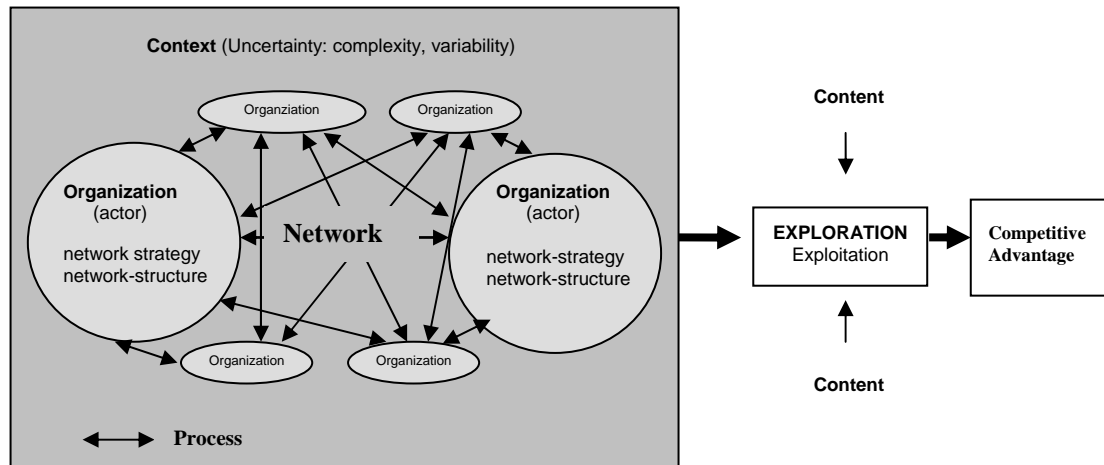 Context (Uncertainty: complexity, variability)
Organziation
Organization
Content
Organization
(actor)
network strategy
network-structure
Network
Organization
(actor)
network-strategy
network-structure
EXPLORATION
Exploitation
Competitive
Advantage
Organization
Organization
Content
Process